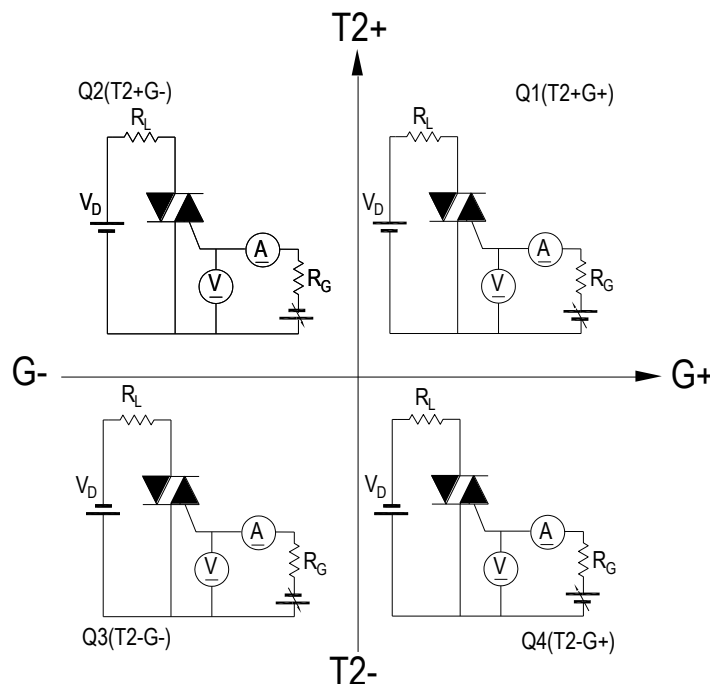 T2+
Q2(T2+G-)
Q1(T2+G+)
RL
RL
VD
VD
A
A
V
RG
V
RG
G-
G+
RL
RL
VD
VD
A
A
V
RG
V
RG
Q3(T2-G-)
Q4(T2-G+)
T2-